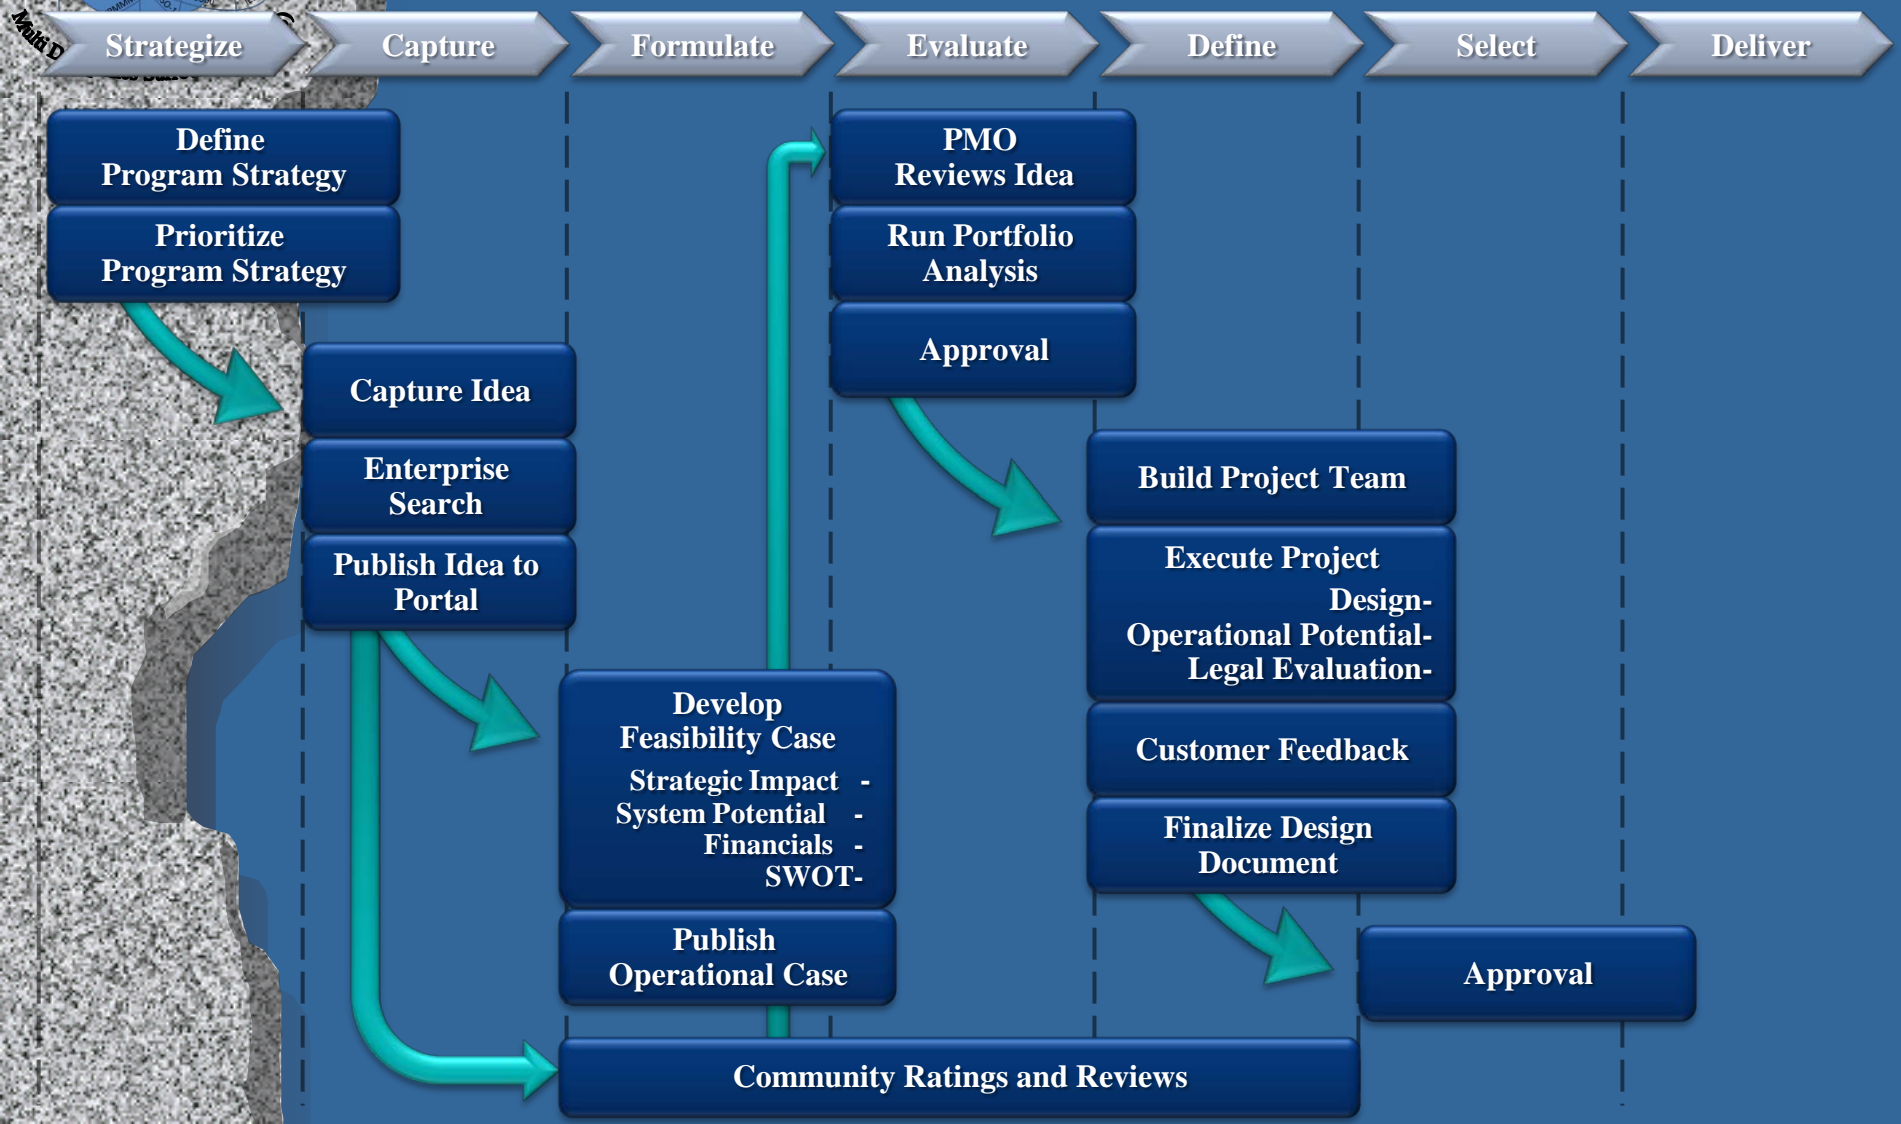 Multi D
Strategize
Capture
Formulate
Evaluate
Define
Select
Deliver
Define
Program Strategy
Prioritize
Program Strategy
Capture Idea
Enterprise
Search
Publish Idea to
Portal
Develop
Feasibility Case
Strategic Impact -
System Potential -
Financials -
SWOT-
Publish
Operational Case
Community Ratings and Reviews
PMO
Reviews Idea
Run Portfolio
Analysis
Approval
Build Project Team
Execute Project
Design-
Operational Potential-
Legal Evaluation-
Customer Feedback
Finalize Design
Document
Approval